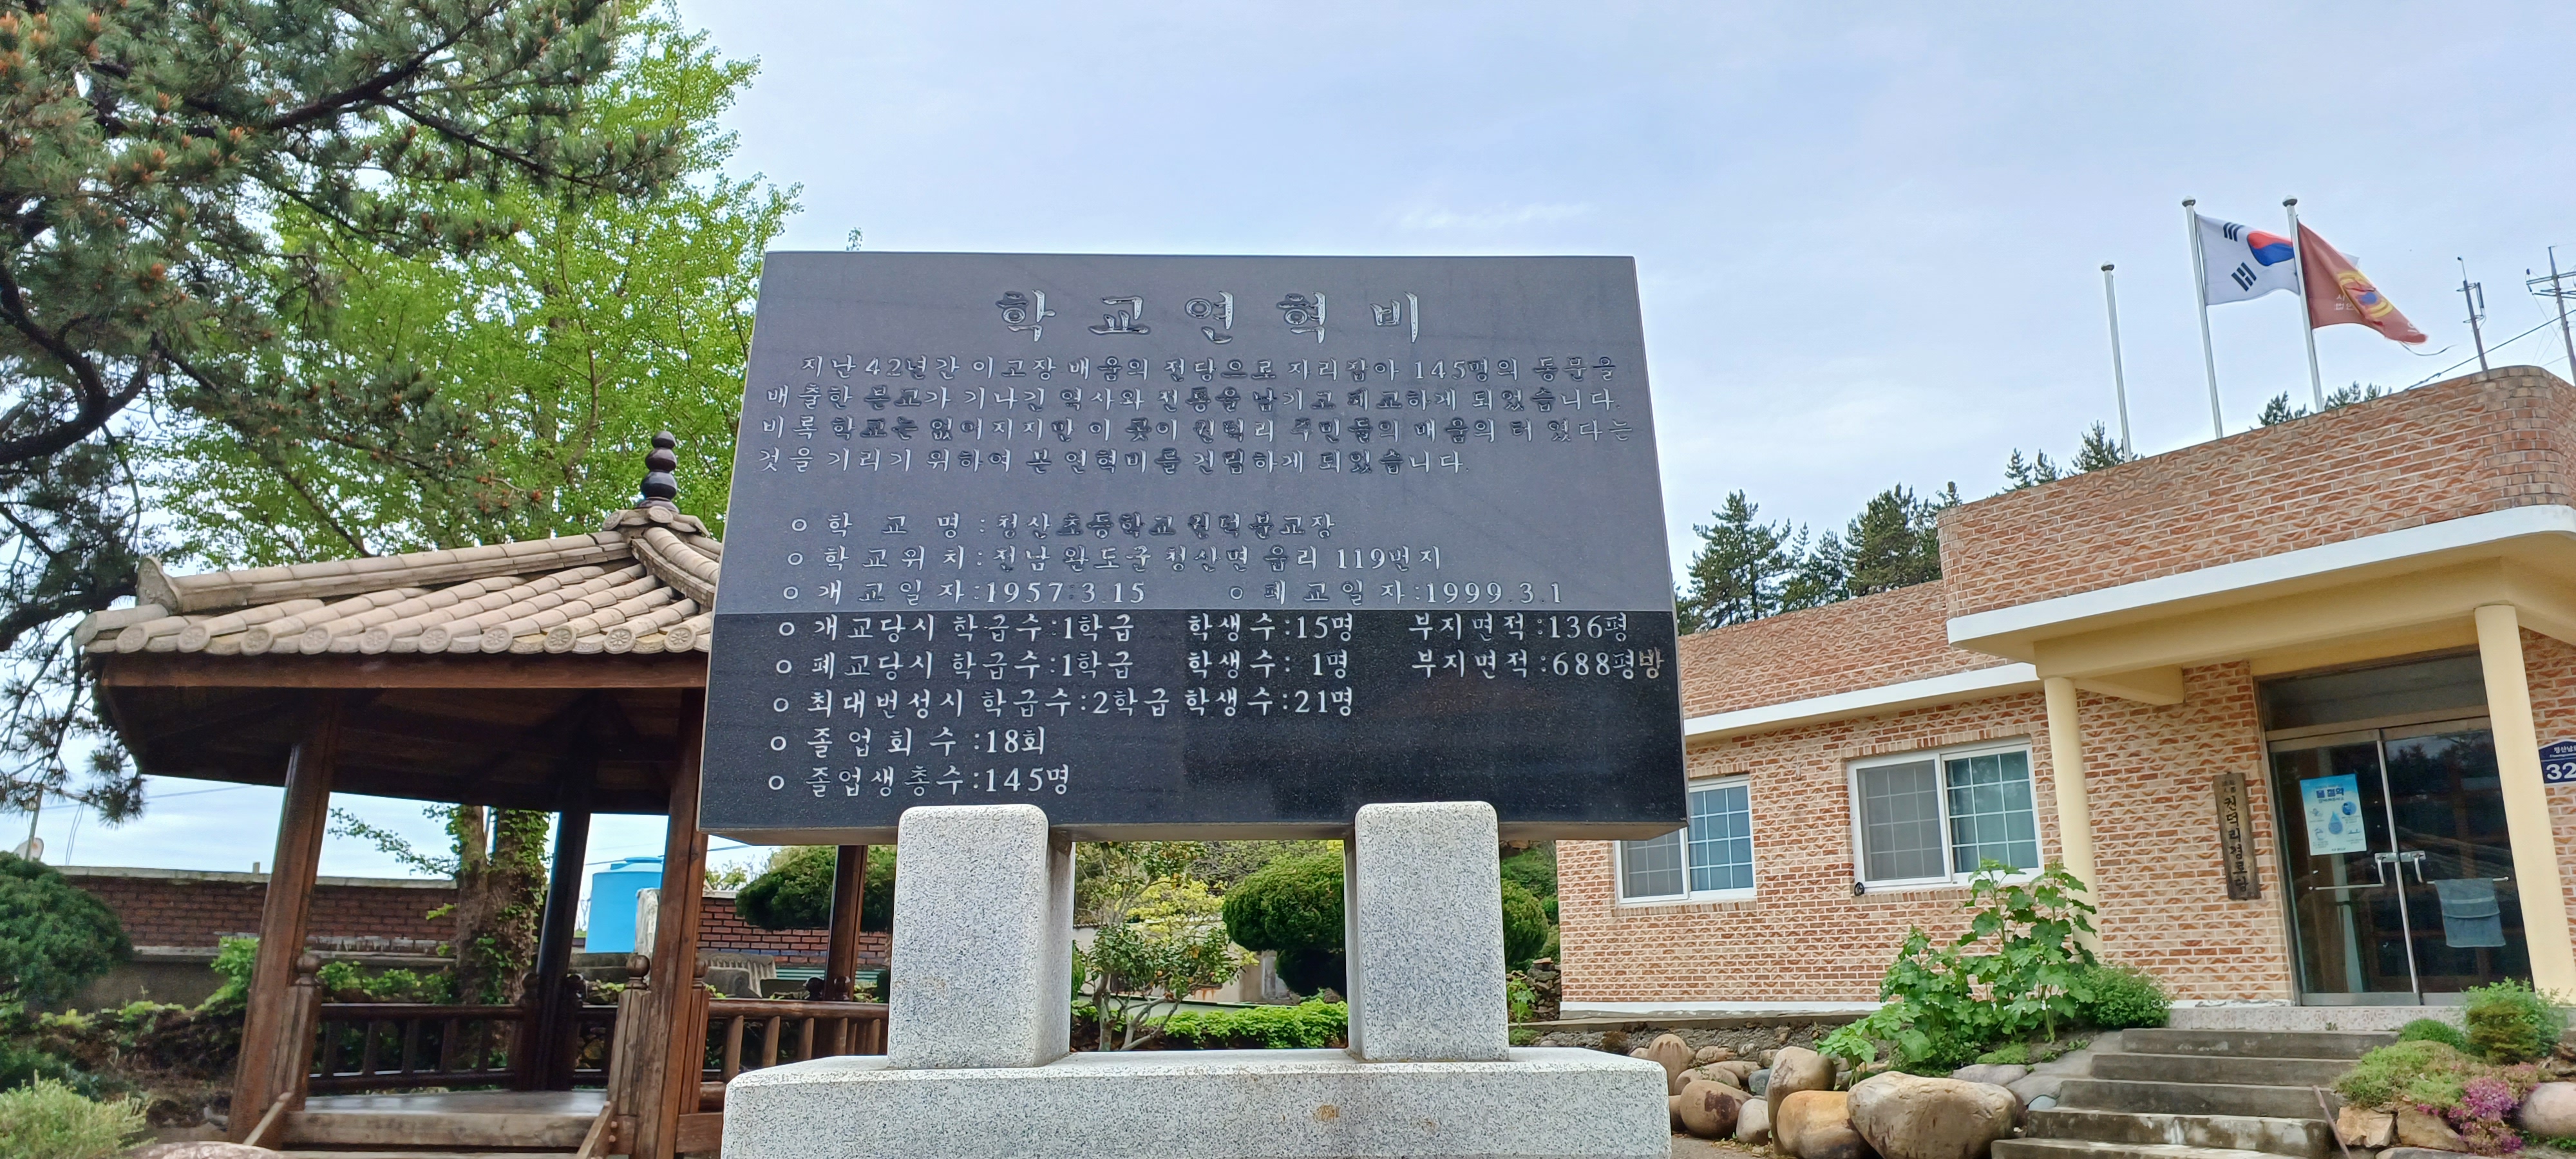 학교연혁비
지난 42년간 이 고장 배움의 전당으로 자리잡아 145명의 동문을
배출한 분교가 기나긴 역사와 전통을 남기고 폐교하게 되었습니다.
비록 학교는 없어지지만 이 곳이 권덕리 주민들의 배움의 터 였다는
것을 기리기 위하여 본 연혁비를 건립하게 되었습니다.
ㅇ 학 교 명 : 청산초등학교권덕분교장
ㅇ 학교위치 : 전남 완도군 청산면 읍리 119번지
ㅇ 개교일자:1957.3.15 ㅇ 폐교일자:1999.3.1
ㅇ 개교당시 학급수:1학급 학생수:15명 부지면적:136평
ㅇ 폐교당시 학급수:1학급 학생수: 1명 부지면적:688평방
ㅇ 최대번성시 학급수:2학급 학생수:21명
ㅇ 졸업회수:18회
ㅇ 졸업생총수:145명
권덕리경로당
물 절약
청산남로
32